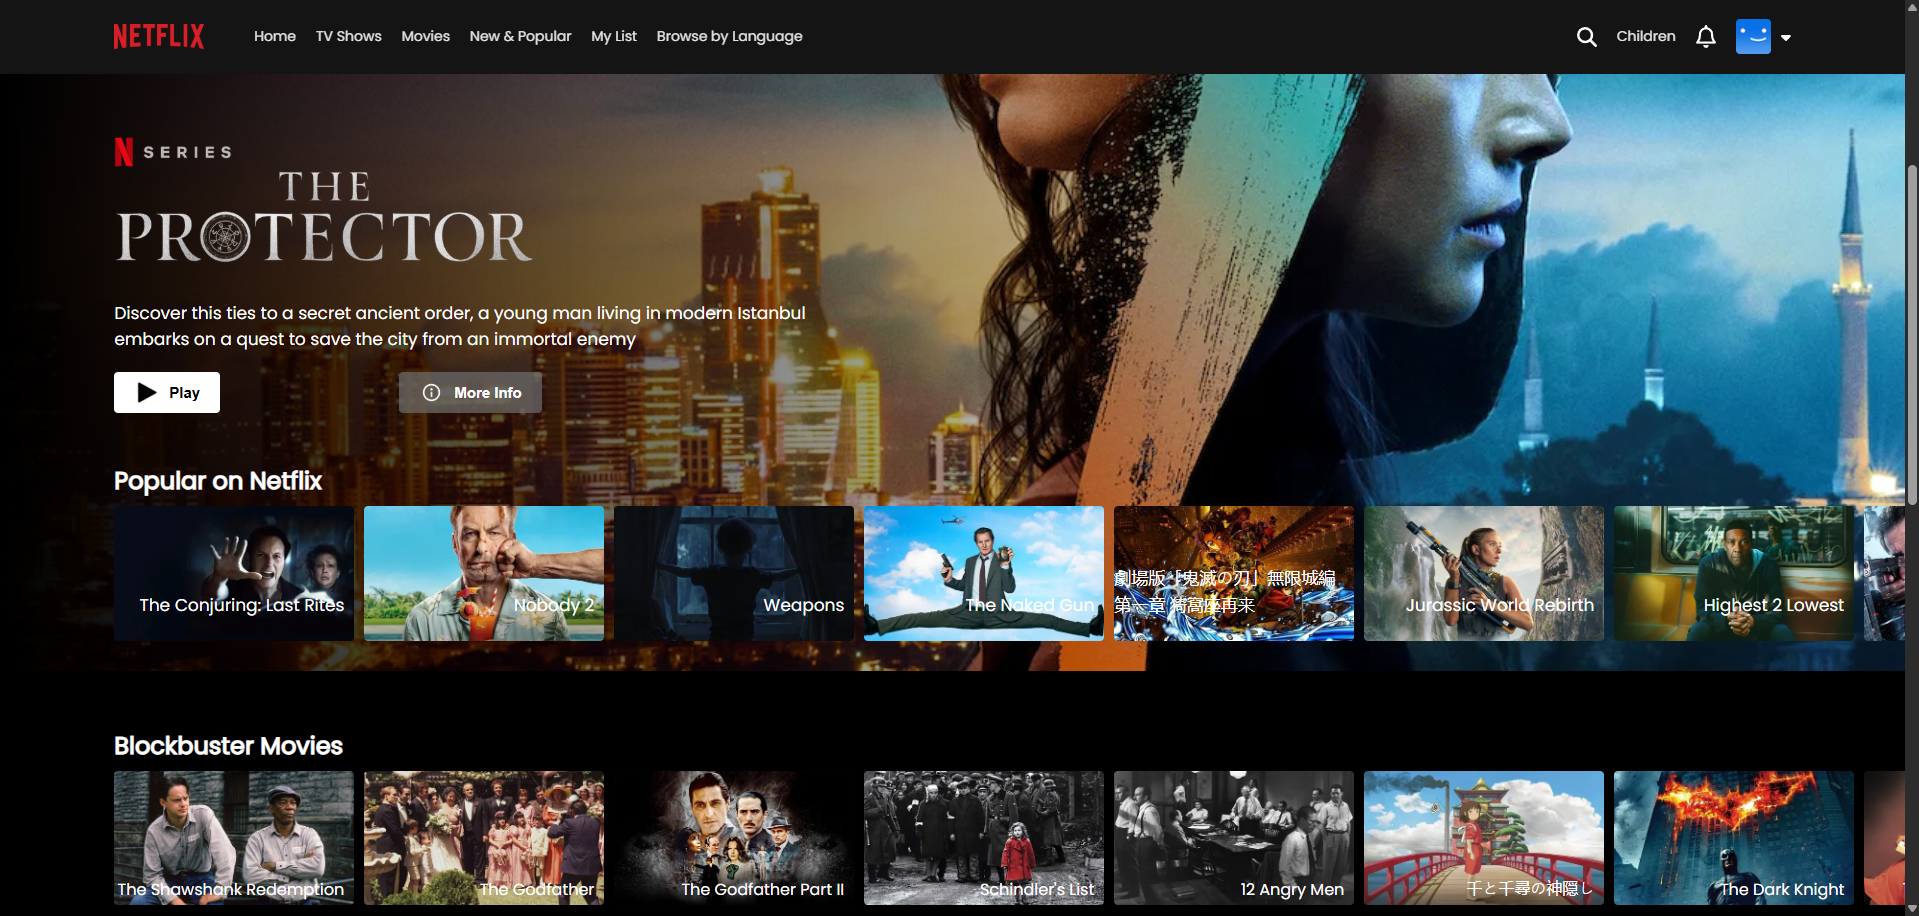 NETFLIX
Home TV Shows Movies New & Popular My List Browse by Language
Children
N SERIES
THE
PROTECTOR
Discover this ties to a secret ancient order, a young man living in modern Istanbul
embarks on a quest to save the city from an immortal enemy
Play
More Info
Popular on Netflix
The Conjuring: Last Rites
Nobody 2
Weapons
The Naked Gun
劇場版「鬼滅の刃」無限城編
第一章 猗窩座再来
Jurassic World Rebirth
Highest 2 Lowest
Blockbuster Movies
The Shawshank Redemption
The Godfather
The Godfather Part II
Schindler's List
12 Angry Men
千と千尋の神隠し
The Dark Knight